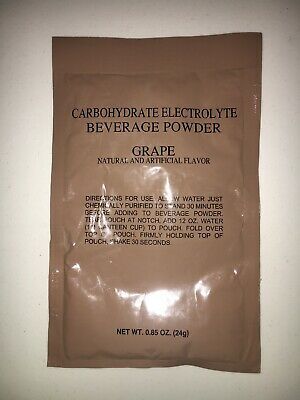 CARBOHYDRATE ELECTROLYTE
BEVERAGE POWDER
GRAPE
NATURAL AND ARTIFICIAL FLAVOR
DIRECTIONS FOR USE: ALLOW WATER JUST
CHEMICALLY PURIFIED TO STAND 30 MINUTES
BEFORE ADDING TO BEVERAGE POWDER.
TEAR POUCH AT NOTCH, ADD 12 OZ. WATER
CANTEEN CUP) TO POUCH. FOLD OVER
TOP OF POUCH. FIRMLY HOLDING TOP OF
POUCH, SHAKE 30 SECONDS.
NET WT. 0.85 OZ. (24g)